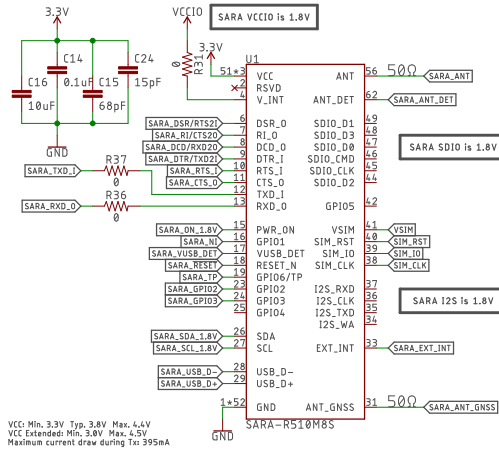 3.3V
VCCIO
SARA VCCIO is 1.8V
3.3V
R31
0
C14
0.1uF
C24
15pF
C16
10uF
C15
68pF
GND
U1
51*3 VCC ANT 56 50Ω SARA_ANT
2 RSVD
4 V_INT ANT_DET 62 SARA_ANT_DET
SARA_DSR/RTS2I 6 DSR_O SDIO_D1 49
SARA_RI/CTS2O 7 RI_O SDIO_D3 48
SARA_DCD/RXD2O 8 DCD_O SDIO_D0 47
SARA_DTR/TXD2I 9 DTR_I SDIO_CMD 46
SARA_RTS_I 10 RTS_I SDIO_CLK 45
SARA_CTS_O 11 CTS_O SDIO_D2 44
SARA SDIO is 1.8V
SARA_TXD_I R37 0 12 TXD_I
SARA_RXD_O R36 0 13 RXD_O GPIO5 42
SARA_ON_1.8V 15 PWR_ON VSIM 41 VSIM
SARA_NI 16 GPIO1 SIM_RST 40 SIM_RST
SARA_VUSB_DET 17 VUSB_DET SIM_IO 39 SIM_IO
SARA_RESET 18 RESET_N SIM_CLK 38 SIM_CLK
SARA_TP 19 GPIO6/TP
SARA_GPIO2 23 GPIO2 I2S_RXD 37
SARA_GPIO3 24 GPIO3 I2S_CLK 36
25 GPIO4 I2S_TXD 35
I2S_WA 34
SARA I2S is 1.8V
SARA_SDA_1.8V 26 SDA
SARA_SCL_1.8V 27 SCL EXT_INT 33 SARA_EXT_INT
SARA_USB_D- 28 USB_D-
SARA_USB_D+ 29 USB_D+
1*52 GND ANT_GNSS 31 50Ω SARA_ANT_GNSS
GND
SARA-R510M8S
VCC: Min. 3.3V Typ. 3.8V Max. 4.4V
VCC Extended: Min. 3.0V Max. 4.5V
Maximum current draw during Tx: 395mA